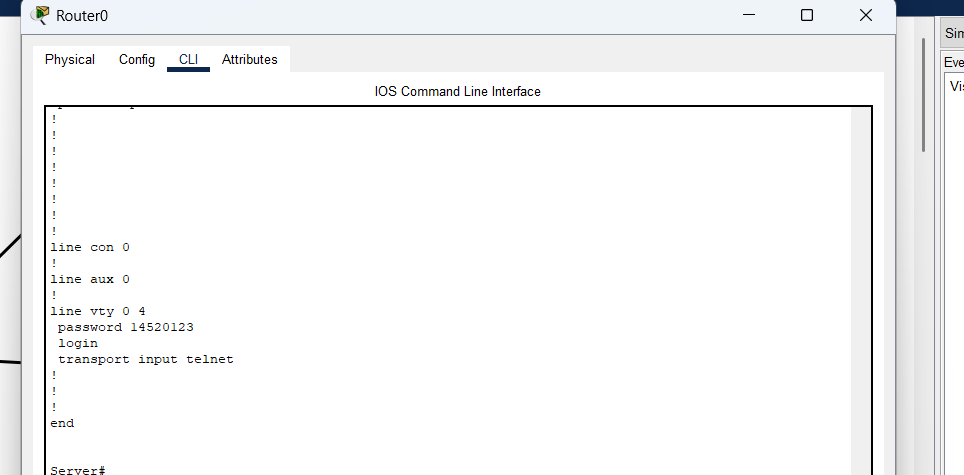 Router0
Physical Config CLI Attributes
IOS Command Line Interface
!
!
!
!
!
!
!
!
line con 0
!
line aux 0
!
line vty 0 4
password 14520123
login
transport input telnet
!
!
!
end
Server#
Sim
Eve
Vis